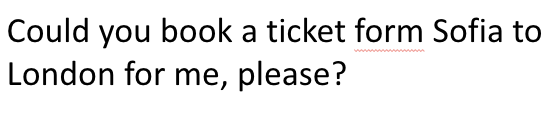 Could you book a ticket form Sofia to
London for me, please?